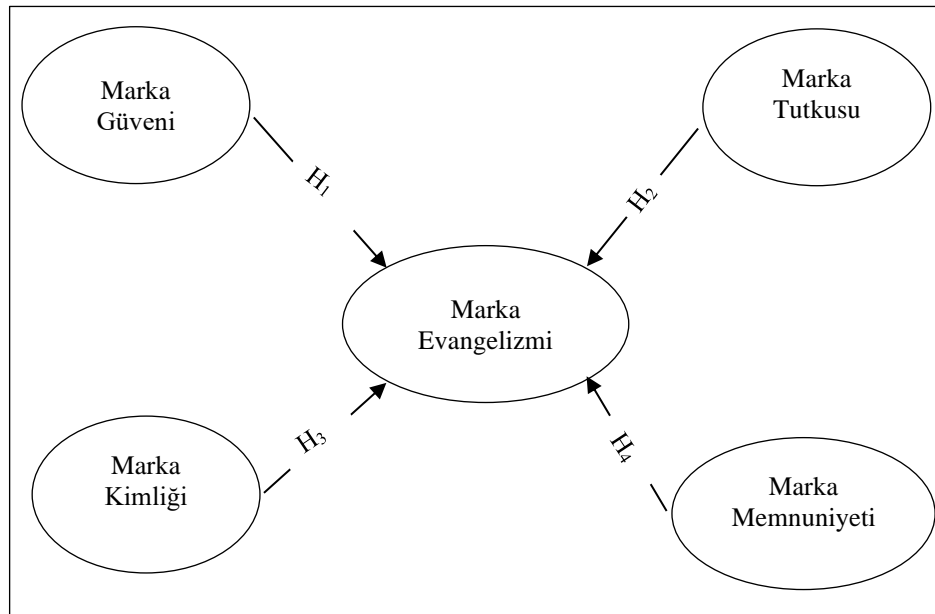 Marka
Güveni
Marka
Tutkusu
H₁
H₂
Marka
Evangelizmi
H₃
H₄
Marka
Kimliği
Marka
Memnuniyeti